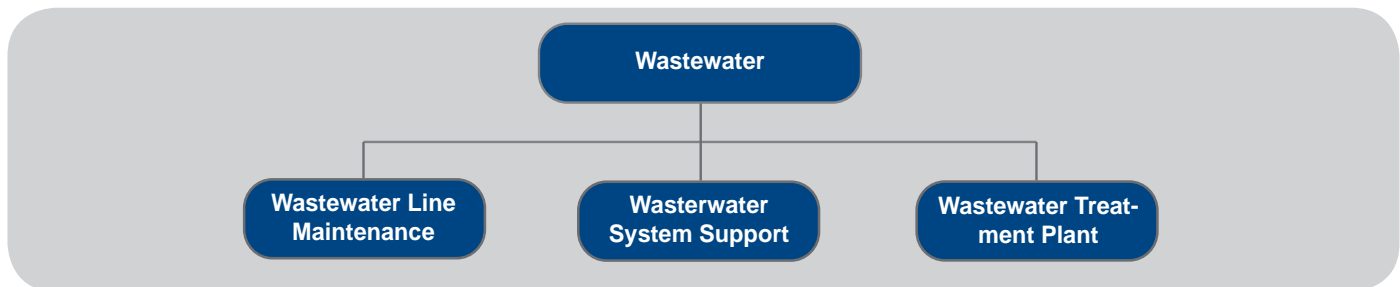 Wastewater
Wastewater Line
Maintenance
Wasterwater
System Support
Wastewater Treat-
ment Plant